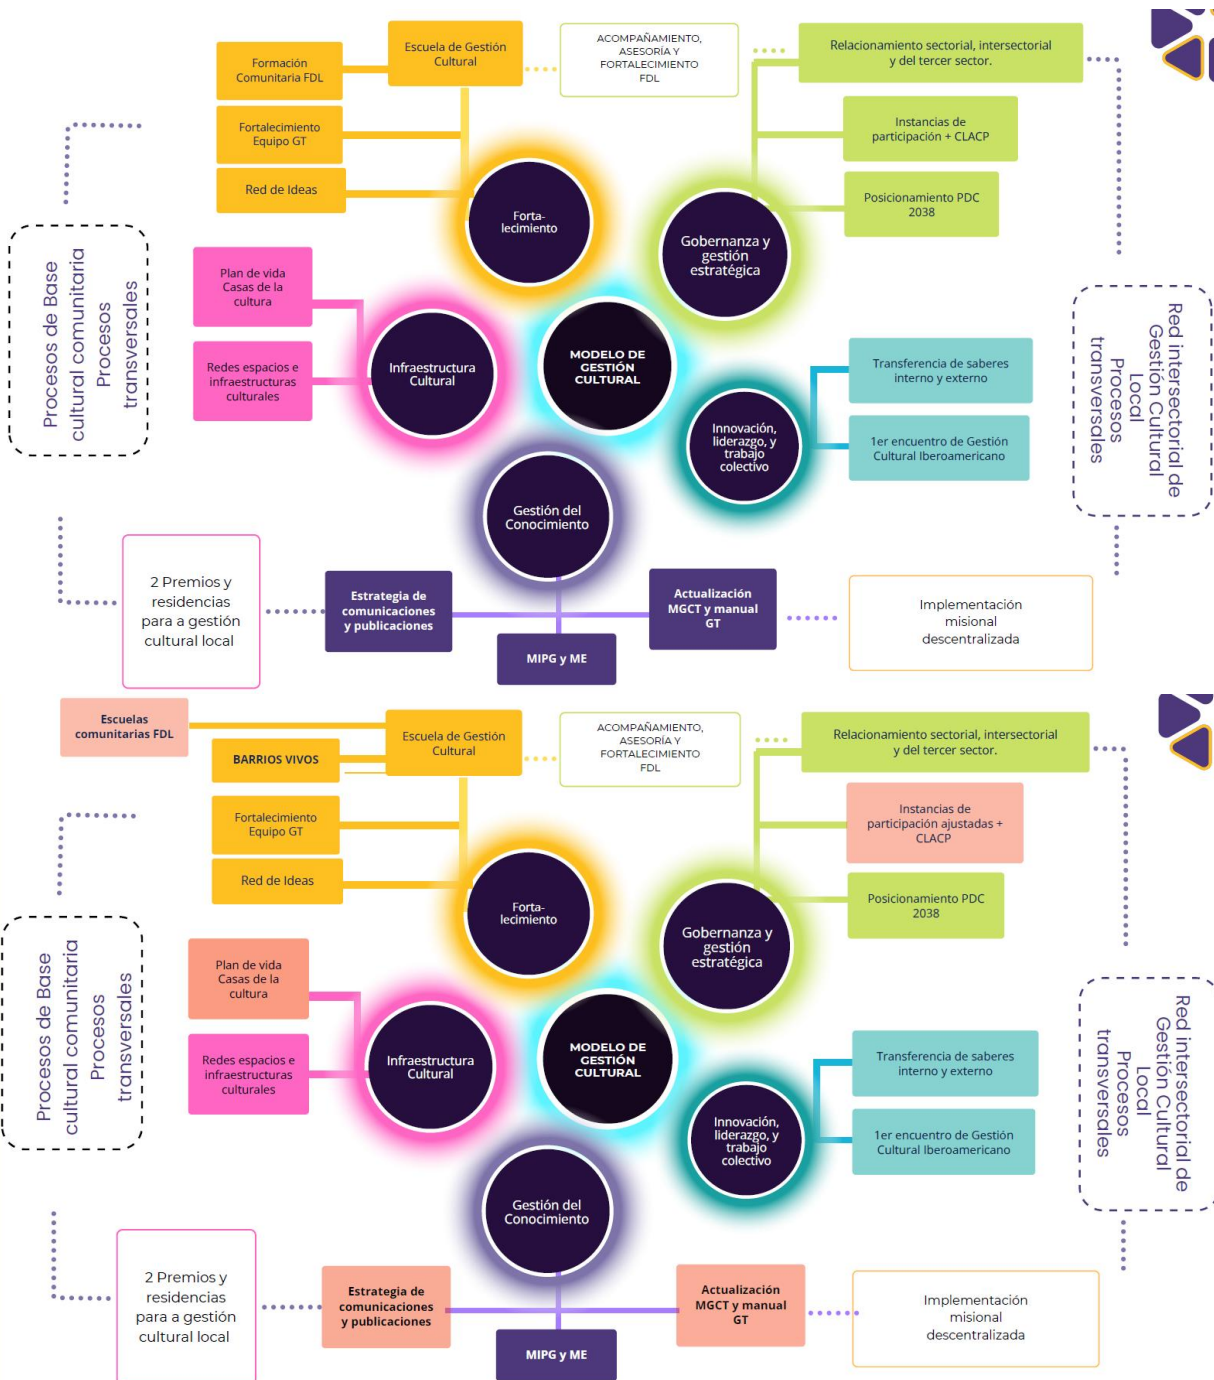 Formación
Comunitaria FDL
Escuela de Gestión
Cultural
ACOMPAÑAMIENTO,
ASESORÍA Y
FORTALECIMIENTO
FDL
Relacionamiento sectorial, intersectorial
y del tercer sector.
Fortalecimiento
Equipo GT
Instancias de
participación + CLACP
Red de Ideas
Posicionamiento PDC
2038
Forta-
lecimiento
Gobernanza y
gestión
estratégica
Procesos de Base
cultural comunitaria
Procesos
transversales
Plan de vida
Casas de la
cultura
Redes espacios e
infraestructuras
culturales
Infraestructura
Cultural
MODELO DE
GESTIÓN
CULTURAL
Transferencia de saberes
interno y externo
1er encuentro de Gestión
Cultural Iberoamericano
Innovación,
liderazgo, y
trabajo
colectivo
Red intersectorial de
Gestión Cultural
Local
Procesos
transversales
Gestión del
Conocimiento
2 Premios y
residencias
para a gestión
cultural local
Estrategia de
comunicaciones
y publicaciones
MIPG y ME
Actualización
MGCT y manual
GT
Implementación
misional
descentralizada
Escuelas
comunitarias FDL
Escuela de Gestión
Cultural
BARRIOS VIVOS
ACOMPAÑAMIENTO,
ASESORÍA Y
FORTALECIMIENTO
FDL
Relacionamiento sectorial, intersectorial
y del tercer sector.
Fortalecimiento
Equipo GT
Instancias de
participación ajustadas +
CLACP
Red de Ideas
Posicionamiento PDC
2038
Forta-
lecimiento
Gobernanza y
gestión
estratégica
Procesos de Base
cultural comunitaria
Procesos
transversales
Plan de vida
Casas de la
cultura
Redes espacios e
infraestructuras
culturales
Infraestructura
Cultural
MODELO DE
GESTIÓN
CULTURAL
Transferencia de saberes
interno y externo
1er encuentro de Gestión
Cultural Iberoamericano
Innovación,
liderazgo, y
trabajo
colectivo
Red intersectorial de
Gestión Cultural
Local
Procesos
transversales
Gestión del
Conocimiento
2 Premios y
residencias
para a gestión
cultural local
Estrategia de
comunicaciones
y publicaciones
MIPG y ME
Actualización
MGCT y manual
GT
Implementación
misional
descentralizada